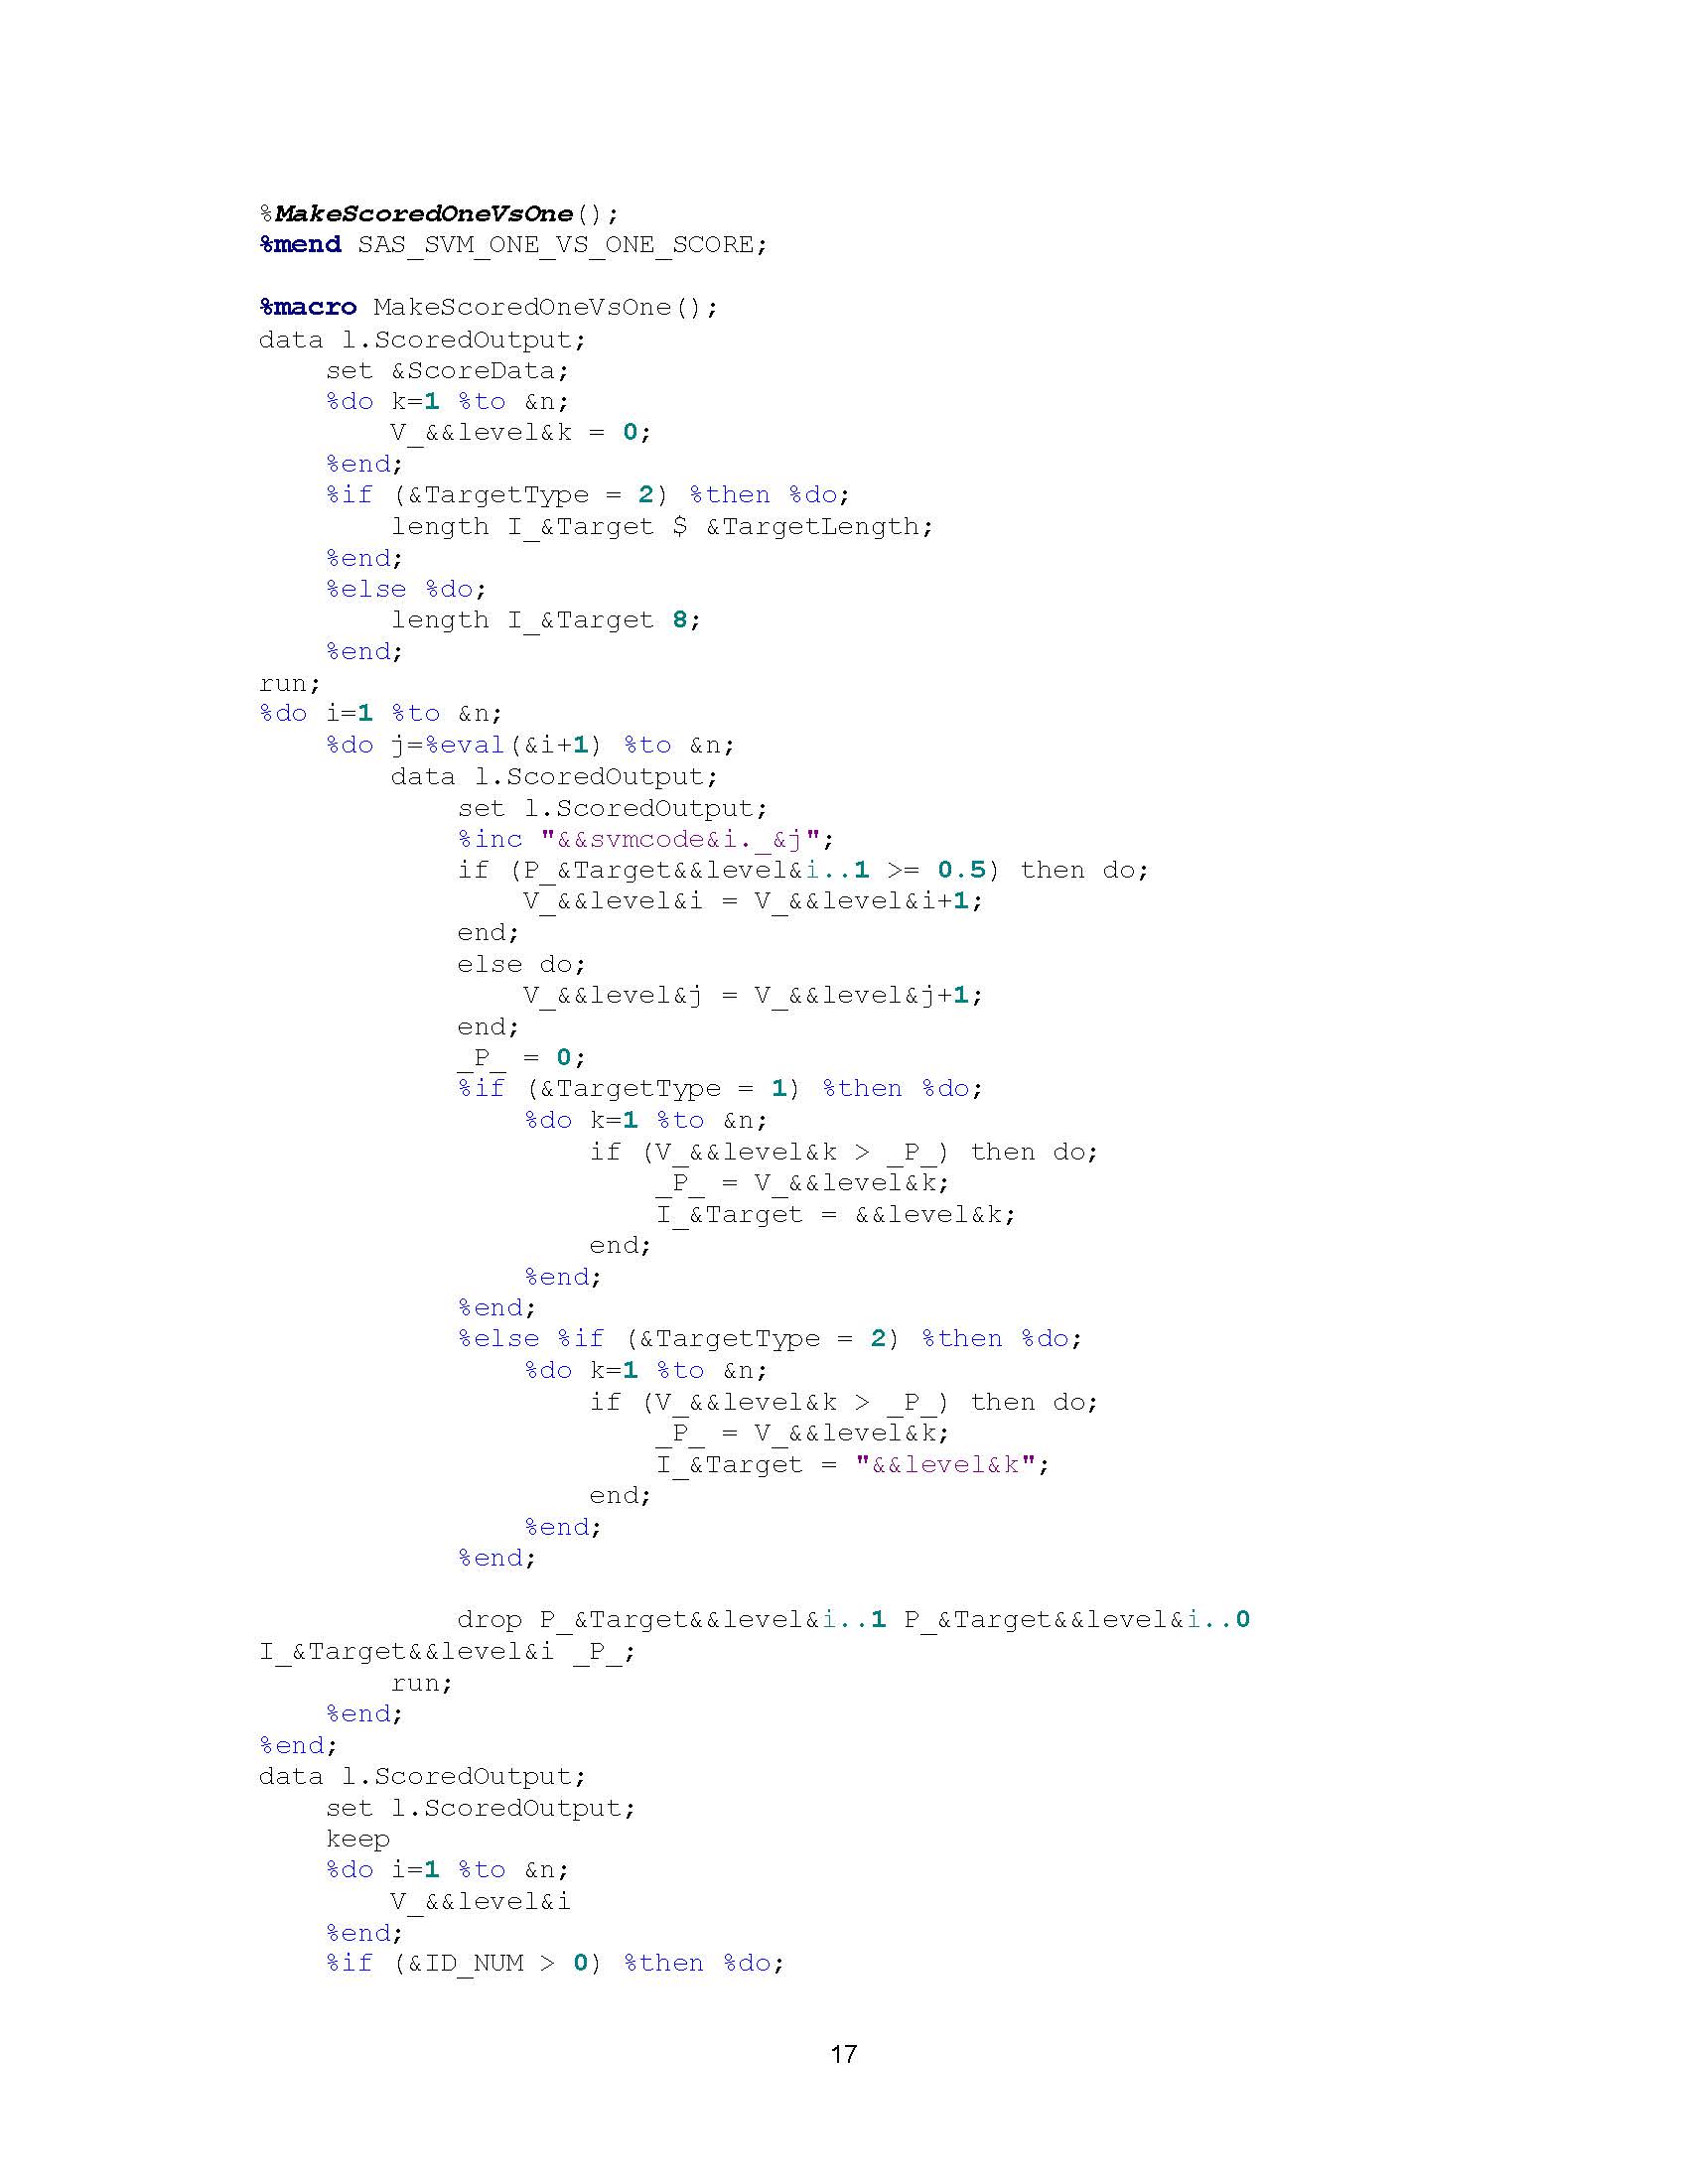 %MakeScoredOneVsOne();
%mend SAS_SVM_ONE_VS_ONE_SCORE;

%macro MakeScoredOneVsOne();
data l.ScoredOutput;
    set &ScoreData;
    %do k=1 %to &n;
        V_&&level&k = 0;
    %end;
    %if (&TargetType = 2) %then %do;
        length I_&Target $ &TargetLength;
    %end;
    %else %do;
        length I_&Target 8;
    %end;
run;
%do i=1 %to &n;
    %do j=%eval(&i+1) %to &n;
        data l.ScoredOutput;
            set l.ScoredOutput;
            %inc "&&svmcode&i._&j";
            if (P_&Target&&level&i..1 >= 0.5) then do;
                V_&&level&i = V_&&level&i+1;
            end;
            else do;
                V_&&level&j = V_&&level&j+1;
            end;
            _P_ = 0;
            %if (&TargetType = 1) %then %do;
                %do k=1 %to &n;
                    if (V_&&level&k > _P_) then do;
                        _P_ = V_&&level&k;
                        I_&Target = &&level&k;
                    end;
                %end;
            %end;
            %else %if (&TargetType = 2) %then %do;
                %do k=1 %to &n;
                    if (V_&&level&k > _P_) then do;
                        _P_ = V_&&level&k;
                        I_&Target = "&&level&k";
                    end;
                %end;
            %end;

            drop P_&Target&&level&i..1 P_&Target&&level&i..0
I_&Target&&level&i _P_;
        run;
    %end;
%end;
data l.ScoredOutput;
    set l.ScoredOutput;
    keep
    %do i=1 %to &n;
        V_&&level&i
    %end;
    %if (&ID_NUM > 0) %then %do;
17